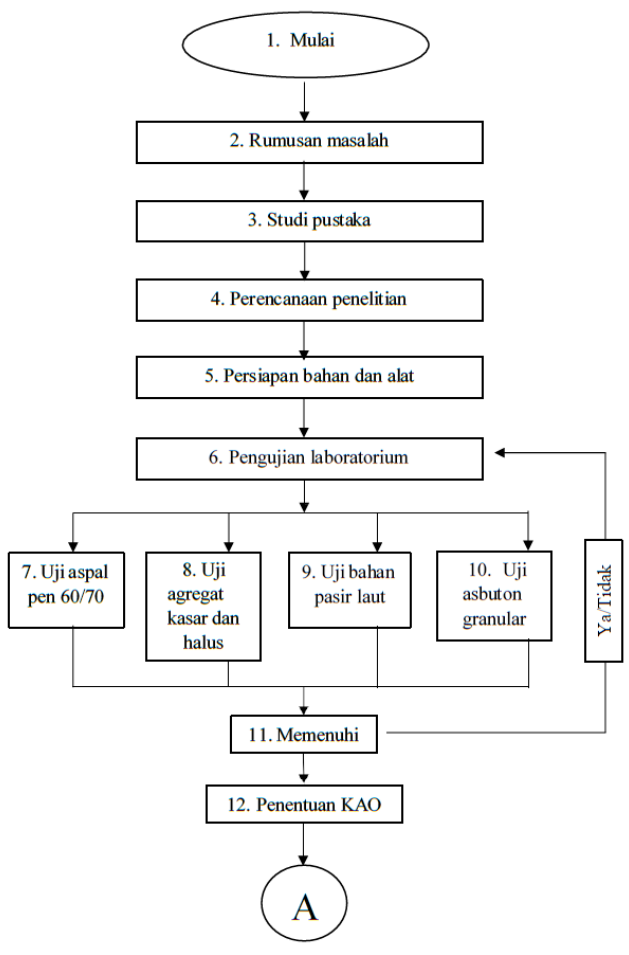 1. Mulai
2. Rumusan masalah
3. Studi pustaka
4. Perencanaan penelitian
5. Persiapan bahan dan alat
6. Pengujian laboratorium
7. Uji aspal
pen 60/70
8. Uji
agregat
kasar dan
halus
9. Uji bahan
pasir laut
10. Uji
asbuton
granular
Ya/Tidak
11. Memenuhi
12. Penentuan KAO
A